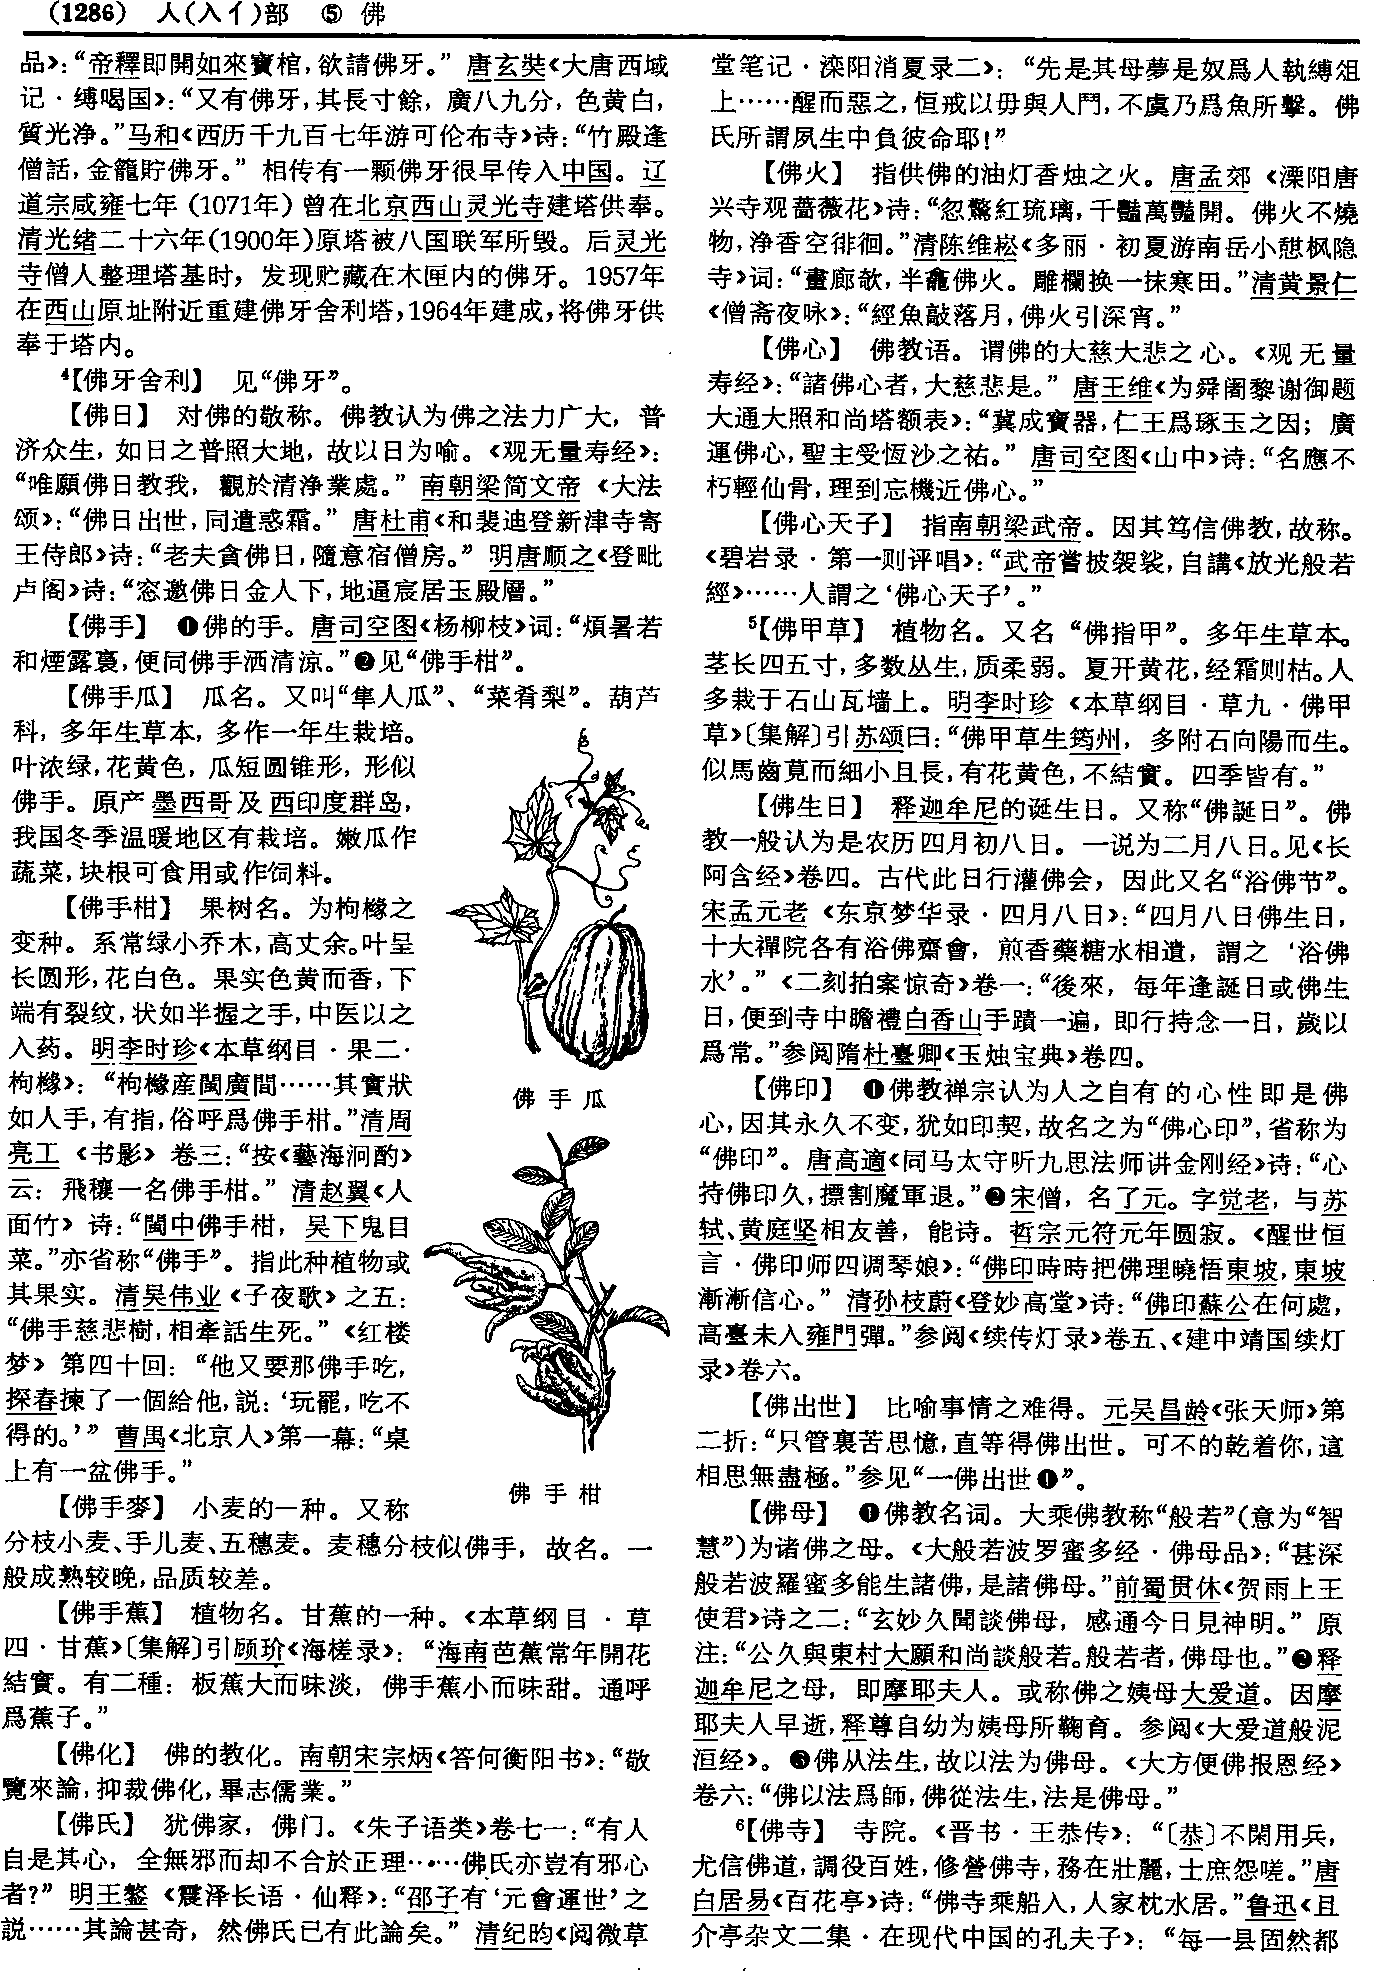 (1286) 人(入亻)部 ⑤ 佛
品》：“帝釋即開如來寶棺，欲請佛牙。” 唐玄奘《大唐西域
记·缚喝国》：“又有佛牙，其長寸餘，廣八九分，色黄白，
質光浄。”马和《西历千九百七年游可伦布寺》诗：“竹殿逢
僧話，金籠貯佛牙。” 相传有一颗佛牙很早传入中国。辽
道宗咸雍七年 (1071年) 曾在北京西山灵光寺建塔供奉。
清光绪二十六年(1900年)原塔被八国联军所毁。后灵光
寺僧人整理塔基时，发现贮藏在木匣内的佛牙。1957年
在西山原址附近重建佛牙舍利塔，1964年建成，将佛牙供
奉于塔内。
4【佛牙舍利】 见“佛牙”。
【佛日】 对佛的敬称。佛教认为佛之法力广大，普
济众生，如日之普照大地，故以日为喻。《观无量寿经》：
“唯願佛日教我，觀於清浄業處。” 南朝梁简文帝《大法
颂》：“佛日出世，同遣惑霜。” 唐杜甫《和裴迪登新津寺寄
王侍郎》诗：“老夫貪佛日，隨意宿僧房。” 明唐顺之《登毗
卢阁》诗：“窓邀佛日金人下，地逼宸居玉殿層。”
【佛手】 ❶佛的手。唐司空图《杨柳枝》词：“煩暑若
和煙露裛，便同佛手洒清涼。”❷见“佛手柑”。
【佛手瓜】 瓜名。又叫“隼人瓜”、“菜肴梨”。葫芦
科，多年生草本，多作一年生栽培。
叶浓绿，花黄色，瓜短圆锥形，形似
佛手。原产墨西哥及西印度群岛，
我国冬季温暖地区有栽培。嫩瓜作
蔬菜，块根可食用或作饲料。
【佛手柑】 果树名。为枸橼之
变种。系常绿小乔木，高丈余。叶呈
长圆形，花白色。果实色黄而香，下
端有裂纹，状如半握之手，中医以之
入药。明李时珍《本草纲目·果二·
枸橼》：“枸櫞産閩廣間……其實狀
如人手，有指，俗呼爲佛手柑。”清周
亮工《书影》卷三：“按《藝海泂酌》
云：飛穰一名佛手柑。” 清赵翼《人
面竹》诗：“閩中佛手柑，吴下鬼目
菜。”亦省称“佛手”。指此种植物或
其果实。清吴伟业《子夜歌》之五：
“佛手慈悲樹，相牽話生死。”《红楼
梦》第四十回：“他又要那佛手吃，
探春揀了一個給他，説：‘玩罷，吃不
得的。’” 曹禺《北京人》第一幕：“桌
上有一盆佛手。”
佛手瓜
佛手柑
【佛手麥】 小麦的一种。又称
分枝小麦、手儿麦、五穗麦。麦穗分枝似佛手，故名。一
般成熟较晚，品质较差。
【佛手蕉】 植物名。甘蕉的一种。《本草纲目·草
四·甘蕉》〔集解〕引顾玠《海槎录》：“海南芭蕉常年開花
結實。有二種：板蕉大而味淡，佛手蕉小而味甜。通呼
爲蕉子。”
【佛化】 佛的教化。南朝宋宗炳《答何衡阳书》：“敬
覽來論，抑裁佛化，畢志儒業。”
【佛氏】 犹佛家，佛门。《朱子语类》卷七一：“有人
自是其心，全無邪而却不合於正理……佛氏亦豈有邪心
者？” 明王鏊《震泽长语·仙释》：“邵子有‘元會運世’之
説……其論甚奇，然佛氏已有此論矣。” 清纪昀《阅微草
堂笔记·滦阳消夏录二》：“先是其母夢是奴爲人執縛俎
上……醒而惡之，恒戒以毋與人鬥，不虞乃爲魚所擊。佛
氏所謂夙生中負彼命耶！”
【佛火】 指供佛的油灯香烛之火。唐孟郊《溧阳唐
兴寺观蔷薇花》诗：“忽驚紅琉璃，千豔萬豔開。佛火不燒
物，浄香空徘徊。”清陈维崧《多丽·初夏游南岳小憩枫隐
寺》词：“畫廊欹，半龕佛火。雕欄换一抹寒田。”清黄景仁
《僧斋夜咏》：“經魚敲落月，佛火引深宵。”
【佛心】 佛教语。谓佛的大慈大悲之心。《观无量
寿经》：“諸佛心者，大慈悲是。” 唐王维《为舜阇黎谢御题
大通大照和尚塔额表》：“冀成寶器，仁王爲琢玉之因；廣
運佛心，聖主受恆沙之祐。” 唐司空图《山中》诗：“名應不
朽輕仙骨，理到忘機近佛心。”
【佛心天子】 指南朝梁武帝。因其笃信佛教，故称。
《碧岩录·第一则评唱》：“武帝嘗披袈裟，自講《放光般若
經》……人謂之‘佛心天子’。”
5【佛甲草】 植物名。又名“佛指甲”。多年生草本。
茎长四五寸，多数丛生，质柔弱。夏开黄花，经霜则枯。人
多栽于石山瓦墙上。明李时珍《本草纲目·草九·佛甲
草》〔集解〕引苏颂曰：“佛甲草生筠州，多附石向陽而生。
似馬齒莧而細小且長，有花黄色，不結實。四季皆有。”
【佛生日】 释迦牟尼的诞生日。又称“佛誕日”。佛
教一般认为是农历四月初八日。一说为二月八日。见《长
阿含经》卷四。古代此日行灌佛会，因此又名“浴佛节”。
宋孟元老《东京梦华录·四月八日》：“四月八日佛生日，
十大禪院各有浴佛齋會，煎香藥糖水相遺，謂之‘浴佛
水’。”《二刻拍案惊奇》卷一：“後來，每年逢誕日或佛生
日，便到寺中瞻禮白香山手蹟一遍，即行持念一日，歲以
爲常。”参阅隋杜臺卿《玉烛宝典》卷四。
【佛印】 ❶佛教禅宗认为人之自有的心性即是佛
心，因其永久不变，犹如印契，故名之为“佛心印”，省称为
“佛印”。唐高適《同马太守听九思法师讲金刚经》诗：“心
持佛印久，摽割魔軍退。”❷宋僧，名了元。字觉老，与苏
轼、黄庭坚相友善，能诗。哲宗元符元年圆寂。《醒世恒
言·佛印师四调琴娘》：“佛印時時把佛理曉悟東坡，東坡
漸漸信心。” 清孙枝蔚《登妙高堂》诗：“佛印蘇公在何處，
高臺未入雍門彈。”参阅《续传灯录》卷五、《建中靖国续灯
录》卷六。
【佛出世】 比喻事情之难得。元吴昌龄《张天师》第
二折：“只管裏苦思憶，直等得佛出世。可不的乾着你，這
相思無盡極。”参见“一佛出世❶”。
【佛母】 ❶佛教名词。大乘佛教称“般若”(意为“智
慧”)为诸佛之母。《大般若波罗蜜多经·佛母品》：“甚深
般若波羅蜜多能生諸佛，是諸佛母。”前蜀贯休《贺雨上王
使君》诗之二：“玄妙久聞談佛母，感通今日見神明。” 原
注：“公久與東村大願和尚談般若。般若者，佛母也。”❷释
迦牟尼之母，即摩耶夫人。或称佛之姨母大爱道。因摩
耶夫人早逝，释尊自幼为姨母所鞠育。参阅《大爱道般泥
洹经》。❸佛从法生，故以法为佛母。《大方便佛报恩经》
卷六：“佛以法爲師，佛從法生，法是佛母。”
6【佛寺】 寺院。《晋书·王恭传》：“〔恭〕不閑用兵，
尤信佛道，調役百姓，修營佛寺，務在壯麗，士庶怨嗟。”唐
白居易《百花亭》诗：“佛寺乘船入，人家枕水居。”鲁迅《且
介亭杂文二集·在现代中国的孔夫子》：“每一县固然都